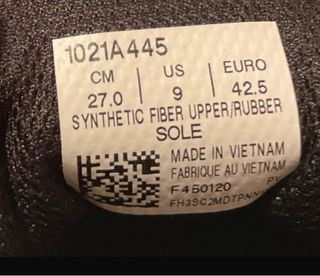 1021A445
CM US EURO
27.0 9 42.5
SYNTHETIC FIBER UPPER/RUBBER
SOLE
MADE IN VIETNAM
FABRIQUE AU VIETNAM
F450120 PV